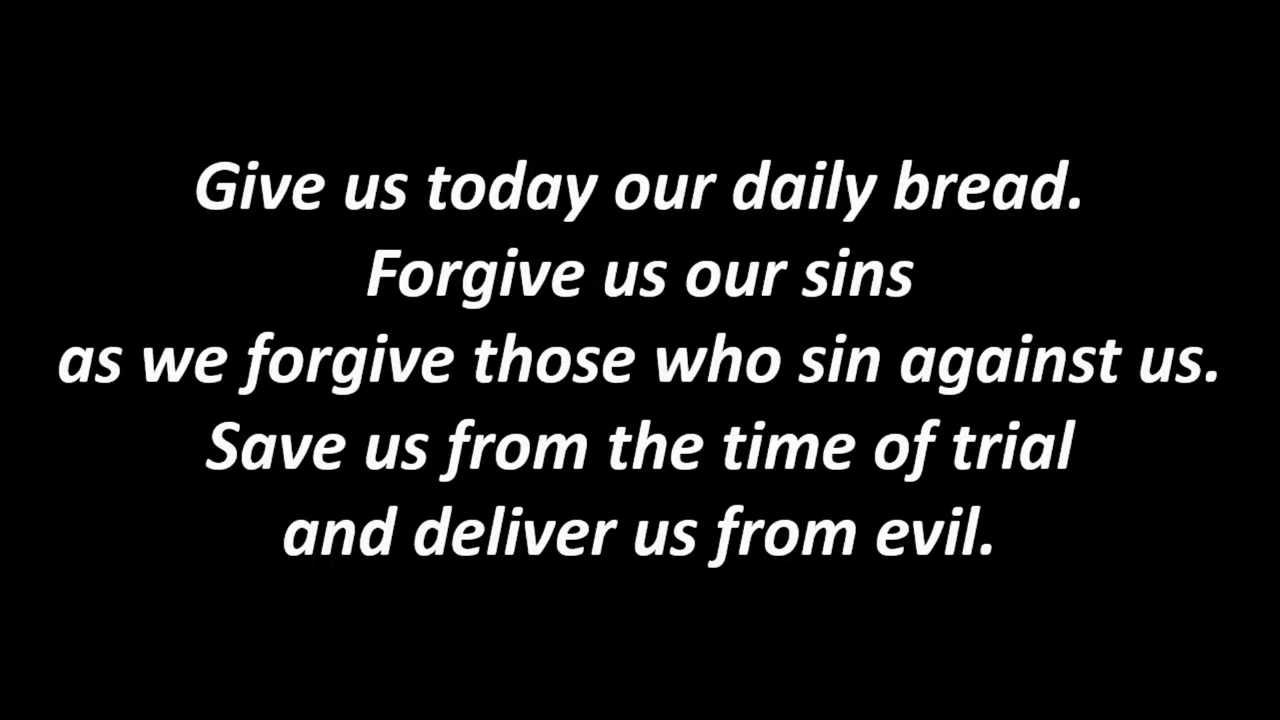 Give us today our daily bread.
Forgive us our sins
as we forgive those who sin against us.
Save us from the time of trial
and deliver us from evil.